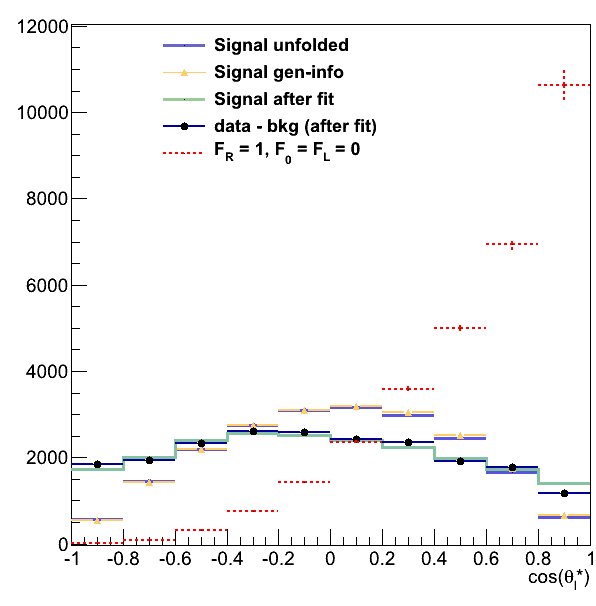 Signal unfolded
Signal gen-info
Signal after fit
data - bkg (after fit)
F_R = 1, F_0 = F_L = 0
12000
10000
8000
6000
4000
2000
0
-1 -0.8 -0.6 -0.4 -0.2 0 0.2 0.4 0.6 0.8 1
cos(θ_l*)